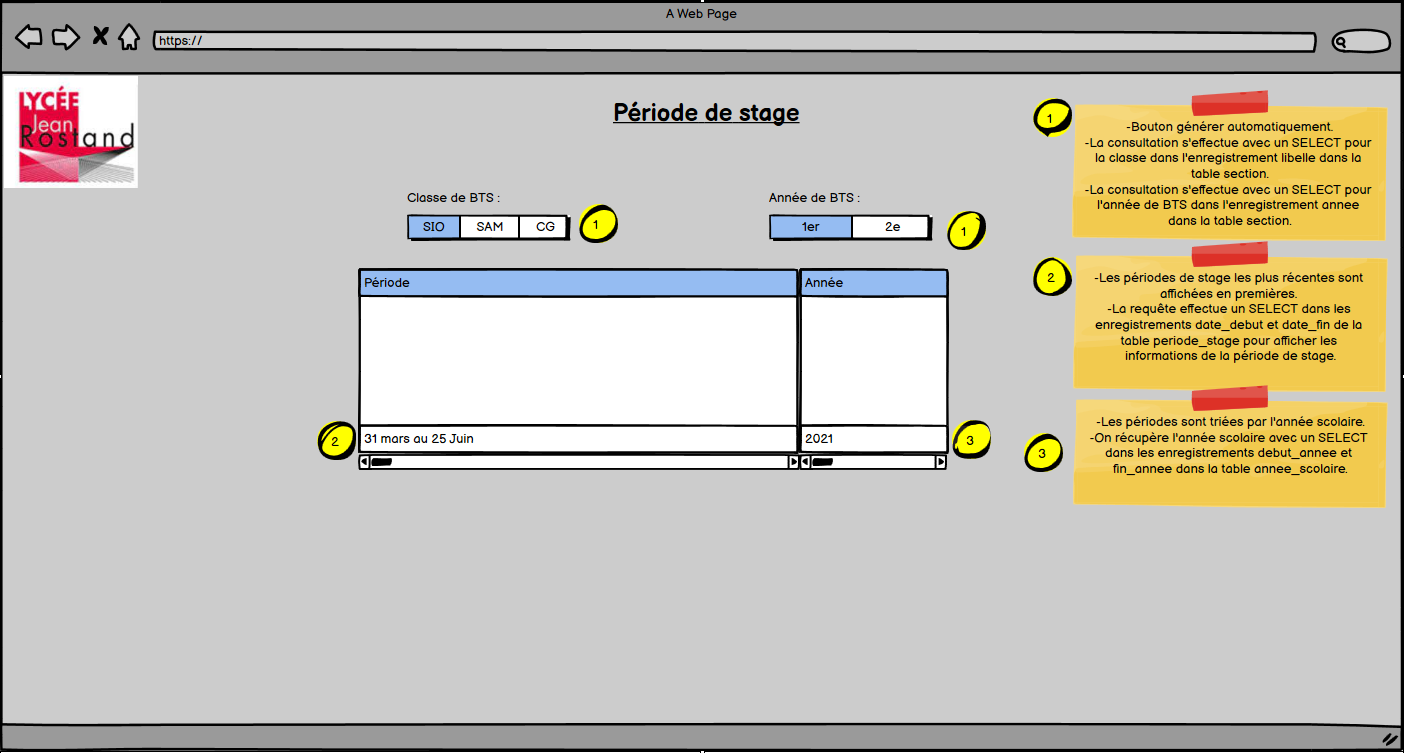 A Web Page
https://
LYCÉE
Jean
Rostand
Période de stage
Classe de BTS :
SIO
SAM
CG
1
Année de BTS :
1er
2e
1
Période
Année
2
31 mars au 25 Juin
2021
3
1
-Bouton générer automatiquement.
-La consultation s'effectue avec un SELECT pour
la classe dans l'enregistrement libelle dans la
table section.
-La consultation s'effectue avec un SELECT pour
l'année de BTS dans l'enregistrement annee
dans la table section.
2
-Les périodes de stage les plus récentes sont
affichées en premières.
-La requête effectue un SELECT dans les
enregistrements date_debut et date_fin de la
table periode_stage pour afficher les
informations de la période de stage.
3
-Les périodes sont triées par l'année scolaire.
-On récupère l'année scolaire avec un SELECT
dans les enregistrements debut_annee et
fin_annee dans la table annee_scolaire.